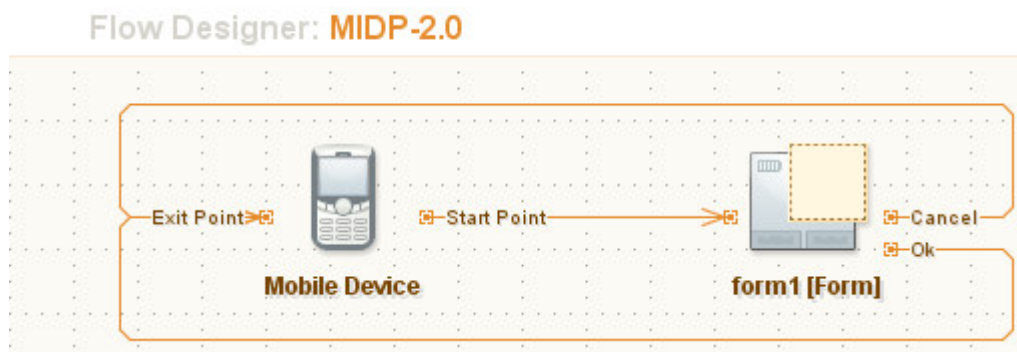 Flow Designer: MIDP-2.0
Exit Point
Start Point
Cancel
Ok
Mobile Device
form1 [Form]